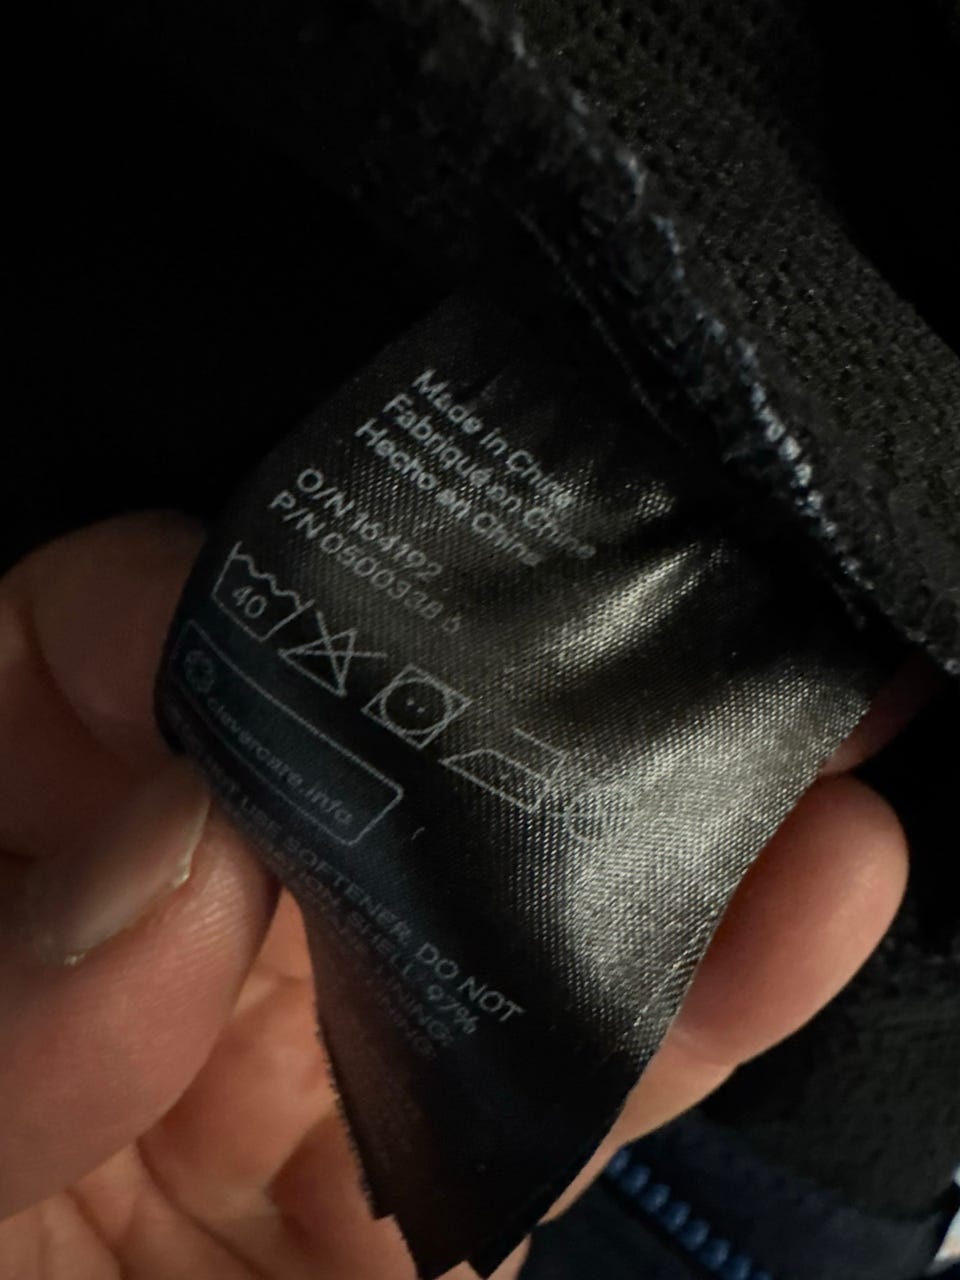 Made in China
Fabriqué en Chine
Hecho en China
O/N 164192
P/N 0500338.5
40
clevercare.info
USE SOFTENER. DO NOT
SHELL 97%
LINING: